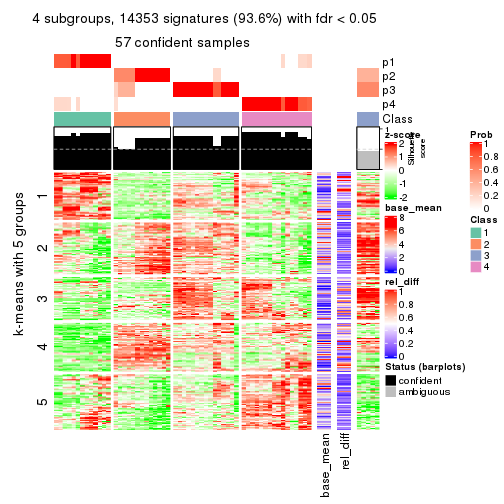 4 subgroups, 14353 signatures (93.6%) with fdr < 0.05
57 confident samples
p1
p2
p3
p4
Class
1
Silhouette
score
k-means with 5 groups
1
2
3
4
5
base_mean
rel_diff
z-score
2
1
0
-1
-2
base_mean
8
6
4
2
0
rel_diff
1
0.8
0.6
0.4
0.2
0
Status (barplots)
confident
ambiguous
Prob
1
0.8
0.6
0.4
0.2
0
Class
1
2
3
4